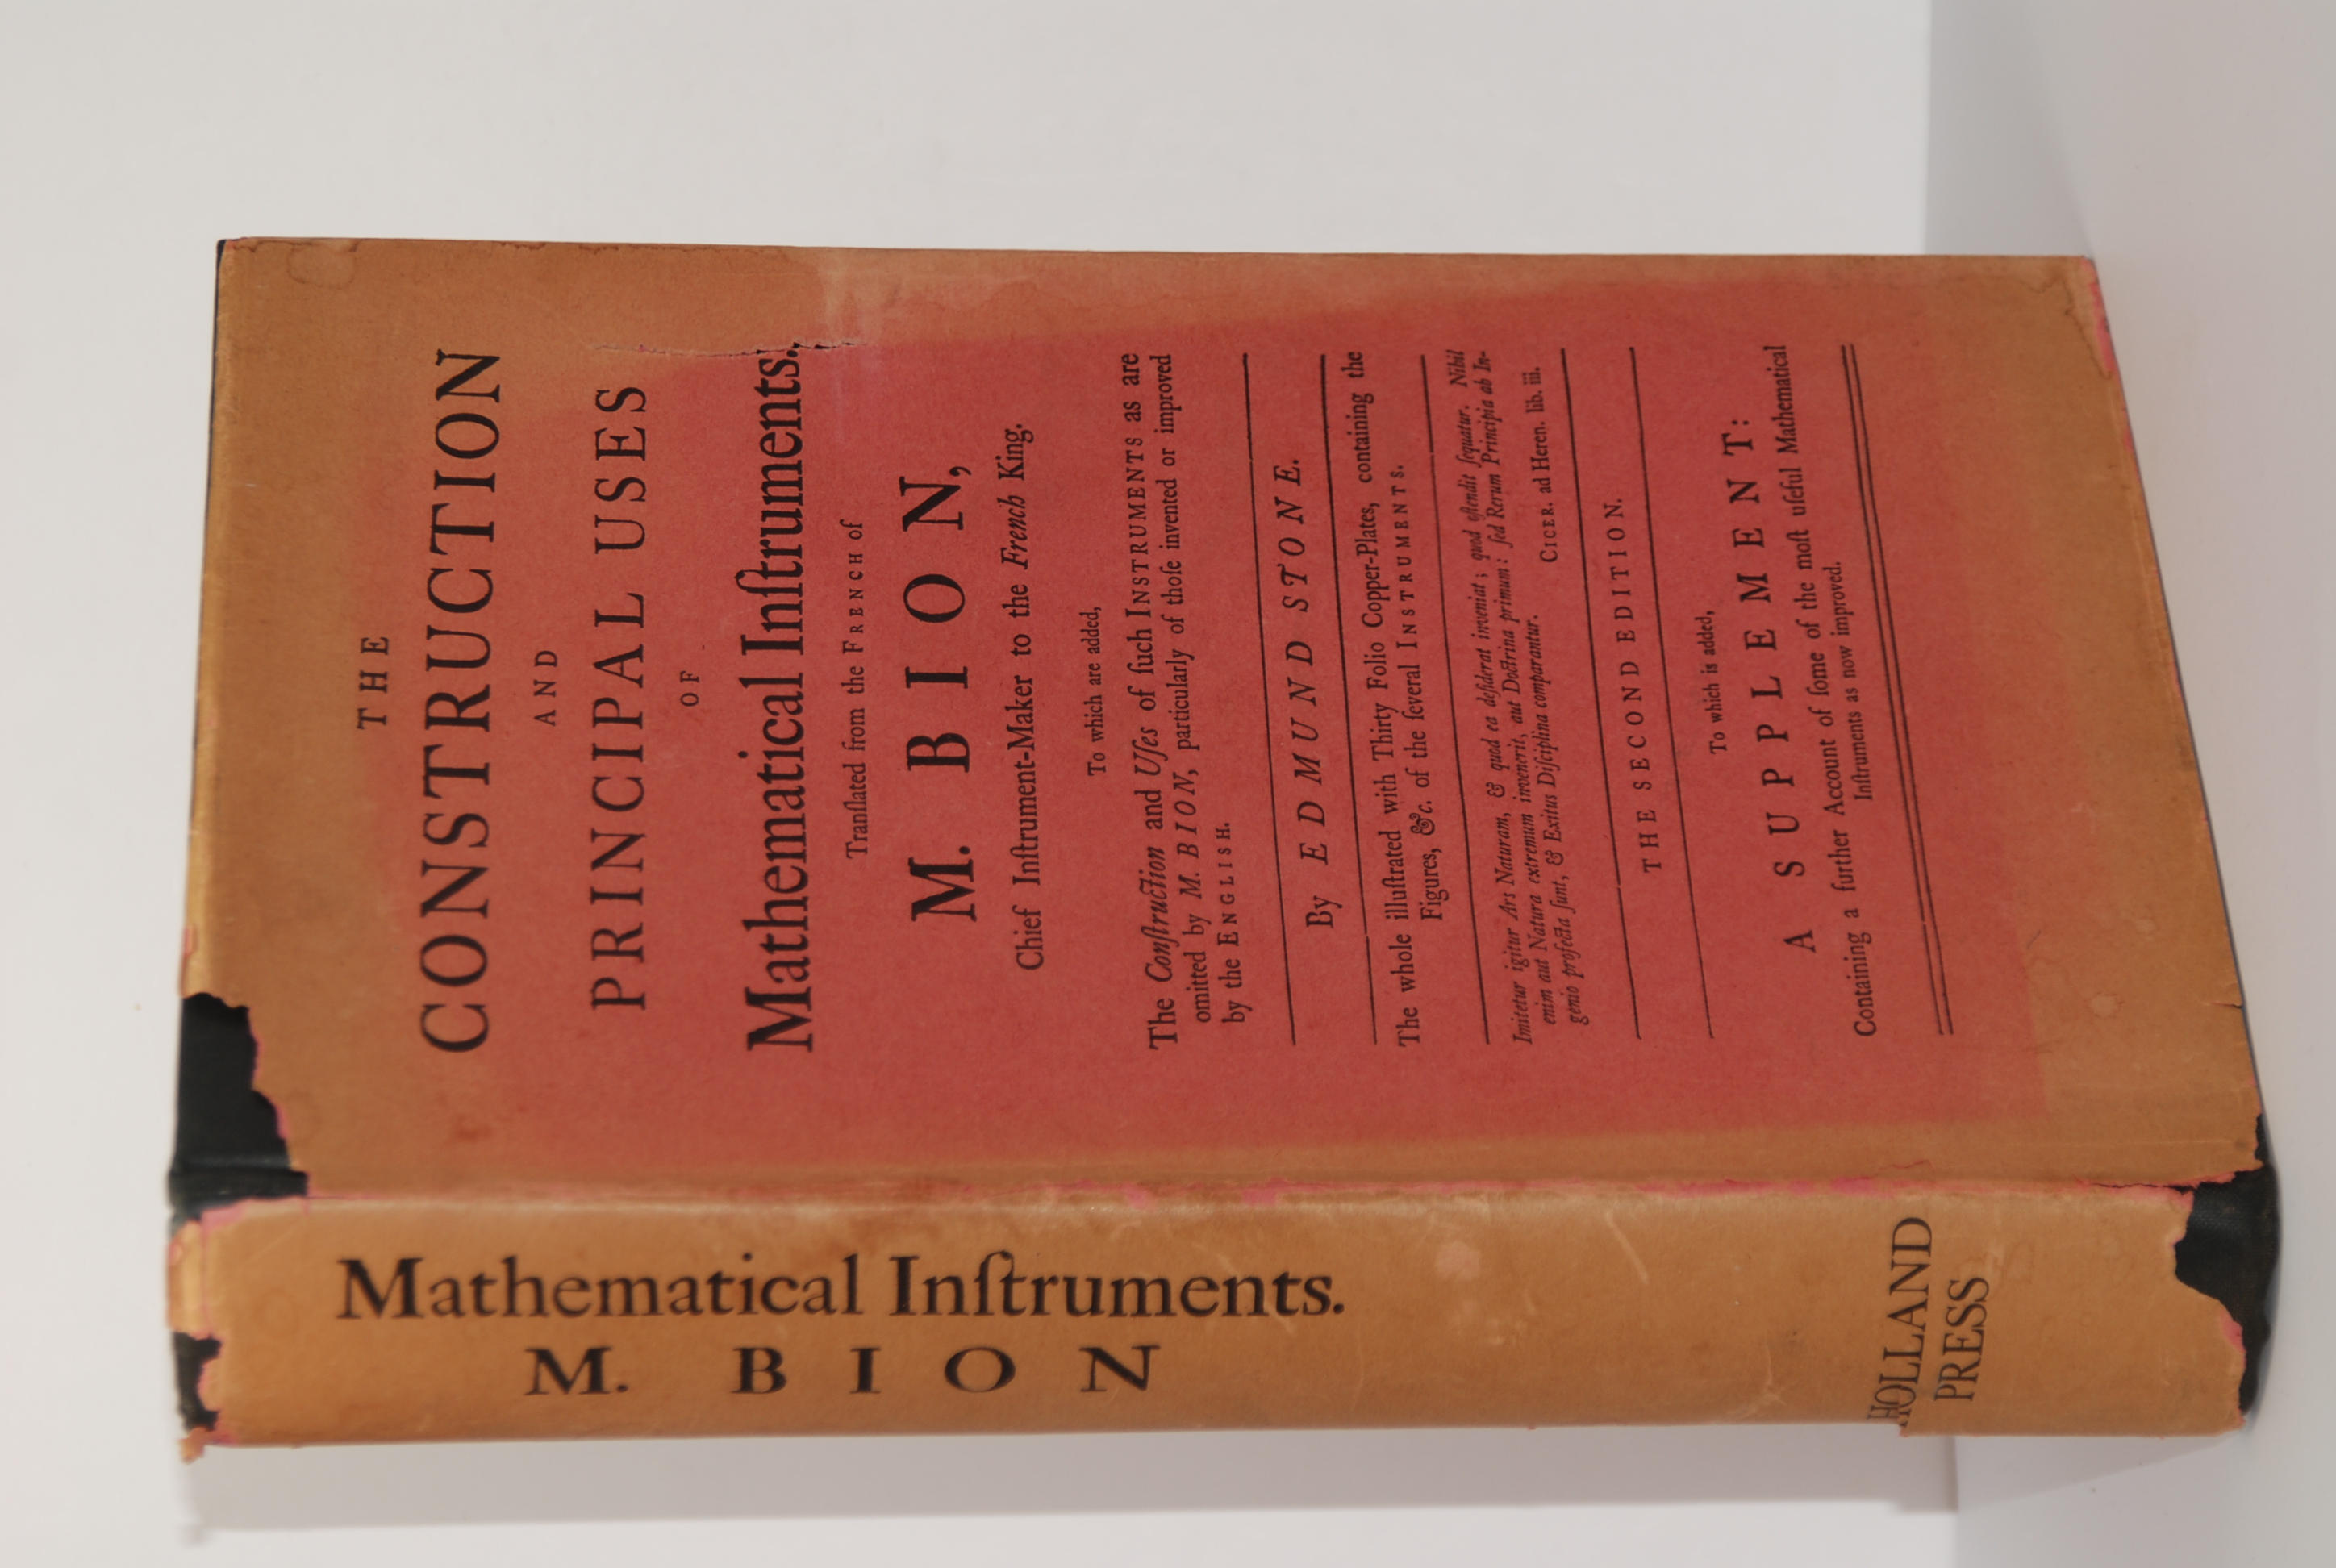 THE
CONSTRUCTION
AND
PRINCIPAL USES
OF
Mathematical Inſtruments.
Tranſlated from the FRENCH of
M. BION,
Chief Inſtrument-Maker to the French King.
To which are added,
The Conſtruction and Uſes of ſuch INSTRUMENTS as are
omitted by M. BION, particularly of thoſe invented or improved
by the ENGLISH.
By EDMUND STONE.
The whole illuſtrated with Thirty Folio Copper-Plates, containing the
Figures, &c. of the ſeveral INSTRUMENTS.
Imitetur igitur Ars Naturam, & quod ea deſiderat inveniat; quod oſtendit ſequatur. Nihil
enim aut Natura extremum invenerit, aut Doctrina primum: ſed Rerum Principia ab In-
genio profecta ſunt, & Exitus Diſciplina comparantur.
CICER. ad Heren. lib. iii.
THE SECOND EDITION.
To which is added,
A SUPPLEMENT:
Containing a further Account of ſome of the moſt uſeful Mathematical
Inſtruments as now improved.
Mathematical Inſtruments.
M. BION
HOLLAND
PRESS